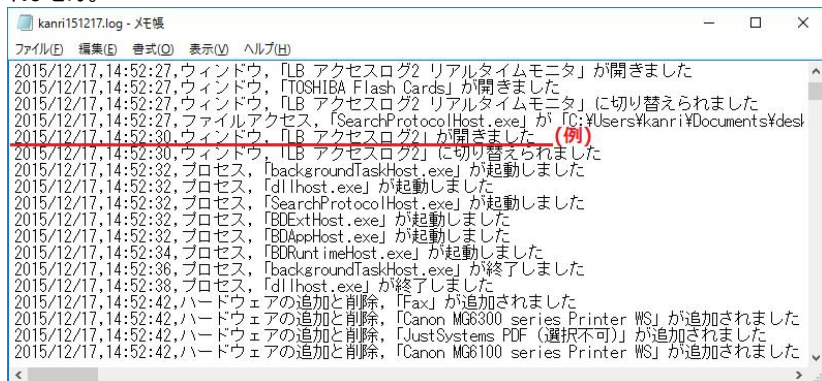 kanri151217.log - メモ帳
ファイル(F) 編集(E) 書式(O) 表示(V) ヘルプ(H)
2015/12/17,14:52:27,ウィンドウ,「LB アクセスログ2 リアルタイムモニタ」が開きました
2015/12/17,14:52:27,ウィンドウ,「TOSHIBA Flash Cards」が開きました
2015/12/17,14:52:27,ウィンドウ,「LB アクセスログ2 リアルタイムモニタ」に切り替えられました
2015/12/17,14:52:27,ファイルアクセス,「SearchProtocolHost.exe」が「C:¥Users¥kanri¥Documents¥desk
2015/12/17,14:52:30,ウィンドウ,「LB アクセスログ2」が開きました (例)
2015/12/17,14:52:30,ウィンドウ,「LB アクセスログ2」に切り替えられました
2015/12/17,14:52:32,プロセス,「backgroundTaskHost.exe」が起動しました
2015/12/17,14:52:32,プロセス,「dllhost.exe」が起動しました
2015/12/17,14:52:32,プロセス,「SearchProtocolHost.exe」が起動しました
2015/12/17,14:52:32,プロセス,「BDExtHost.exe」が起動しました
2015/12/17,14:52:32,プロセス,「BDAppHost.exe」が起動しました
2015/12/17,14:52:34,プロセス,「BDRuntimeHost.exe」が起動しました
2015/12/17,14:52:36,プロセス,「backgroundTaskHost.exe」が終了しました
2015/12/17,14:52:38,プロセス,「dllhost.exe」が終了しました
2015/12/17,14:52:42,ハードウェアの追加と削除,「Fax」が追加されました
2015/12/17,14:52:42,ハードウェアの追加と削除,「Canon MG6300 series Printer WS」が追加されました
2015/12/17,14:52:42,ハードウェアの追加と削除,「JustSystems PDF (選択不可)」が追加されました
2015/12/17,14:52:42,ハードウェアの追加と削除,「Canon MG6100 series Printer WS」が追加されました